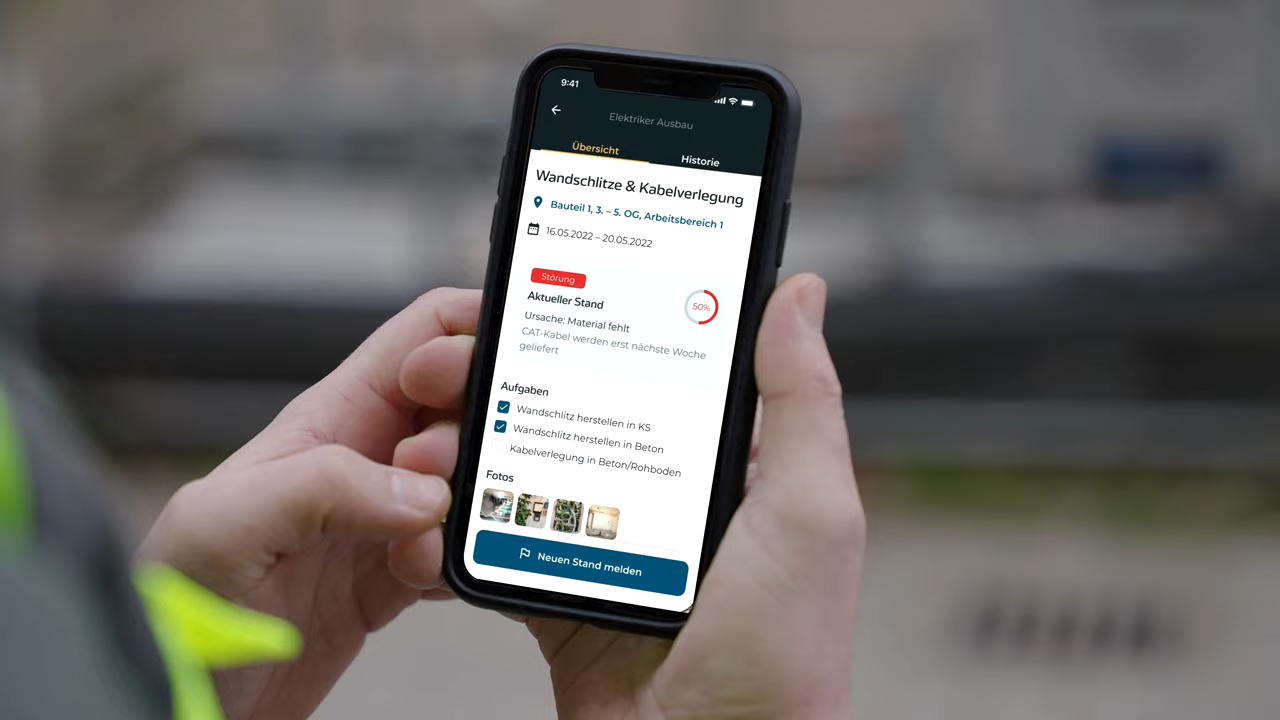 9:41
Elektriker Ausbau
Übersicht
Historie
Wandschlitze & Kabelverlegung
Bauteil 1, 3. – 5. OG, Arbeitsbereich 1
16.05.2022 – 20.05.2022
Störung
Aktueller Stand
50%
Ursache: Material fehlt
CAT-Kabel werden erst nächste Woche
geliefert
Aufgaben
Wandschlitz herstellen in KS
Wandschlitz herstellen in Beton
Kabelverlegung in Beton/Rohboden
Fotos
Neuen Stand melden